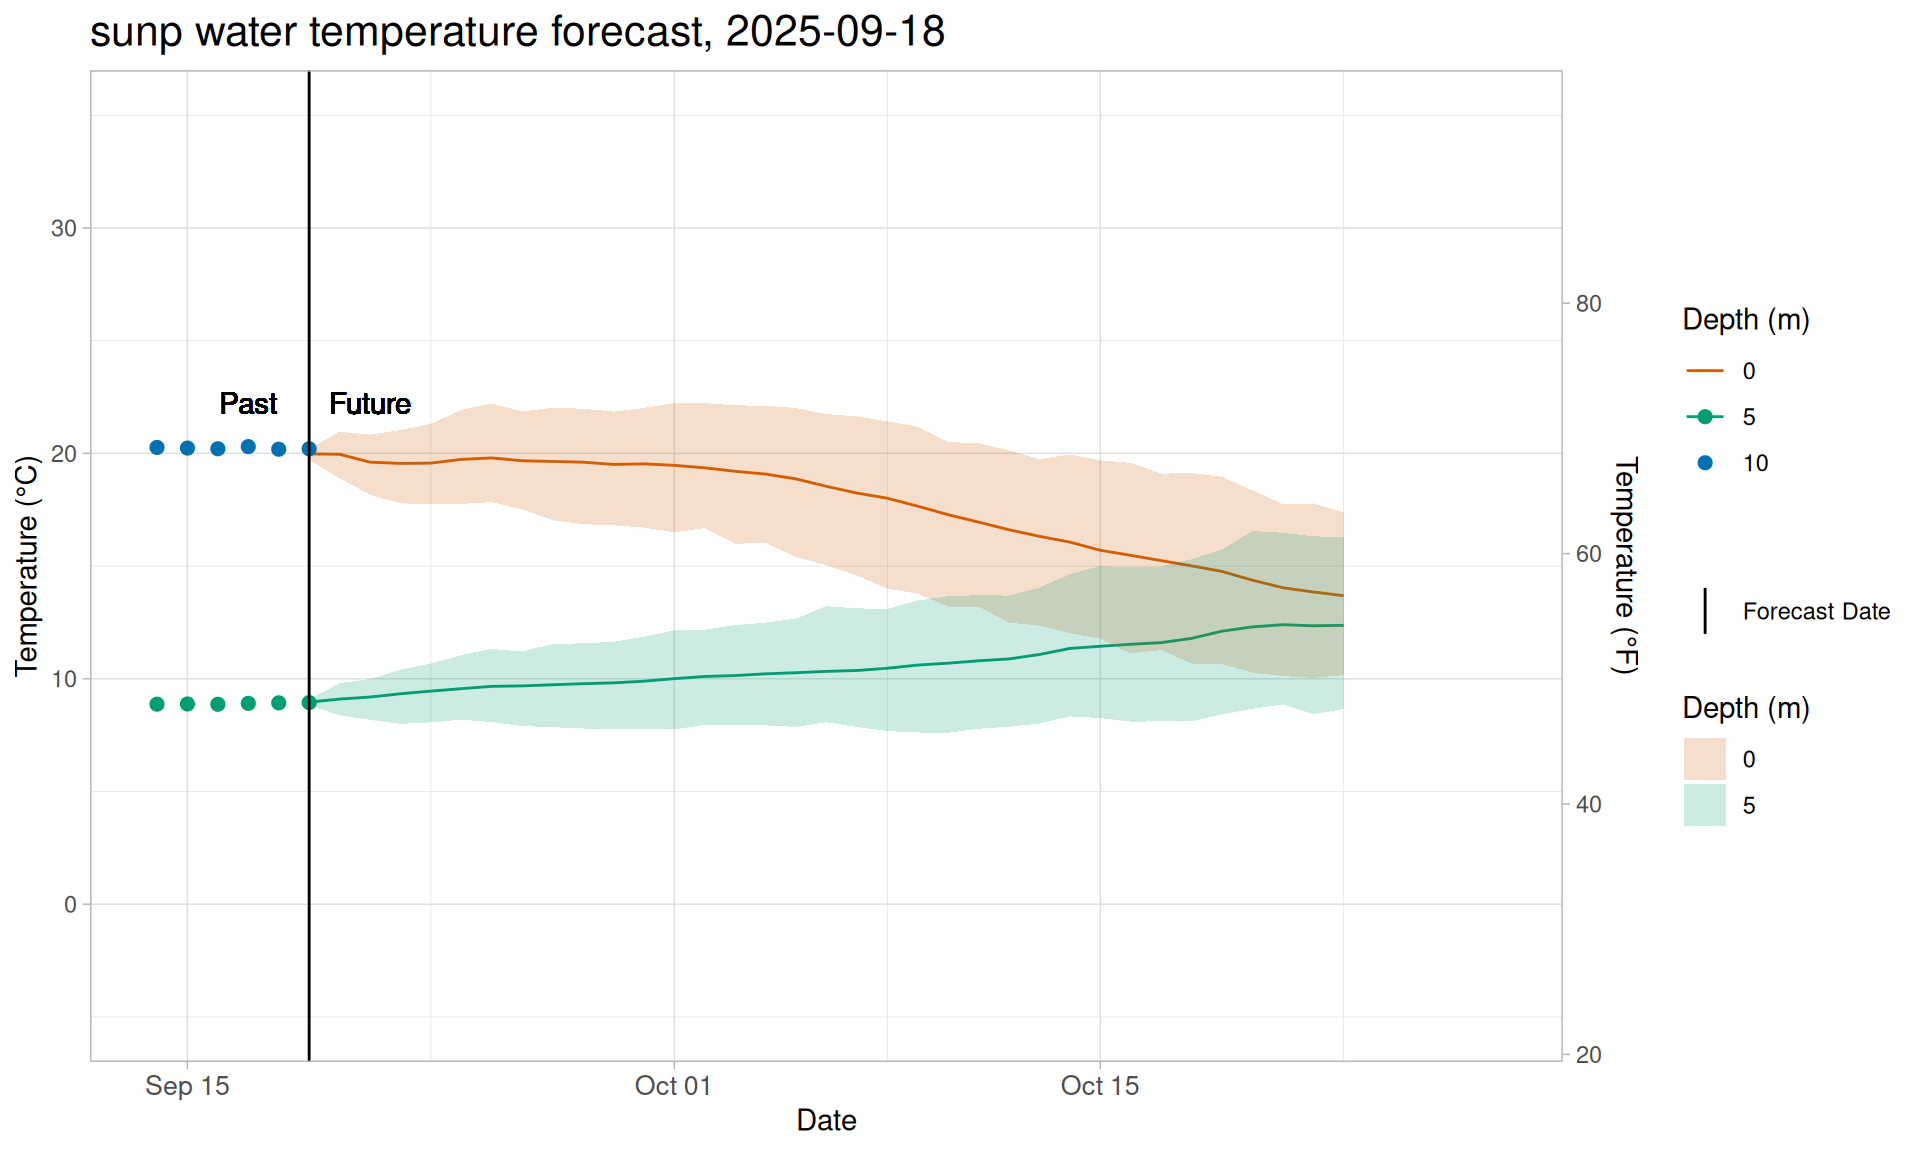 sunp water temperature forecast, 2025-09-18
Past
Future
30
20
10
0
Temperature (°C)
80
60
40
20
Temperature (°F)
Sep 15
Oct 01
Oct 15
Date
Depth (m)
0
5
10
Forecast Date
Depth (m)
0
5